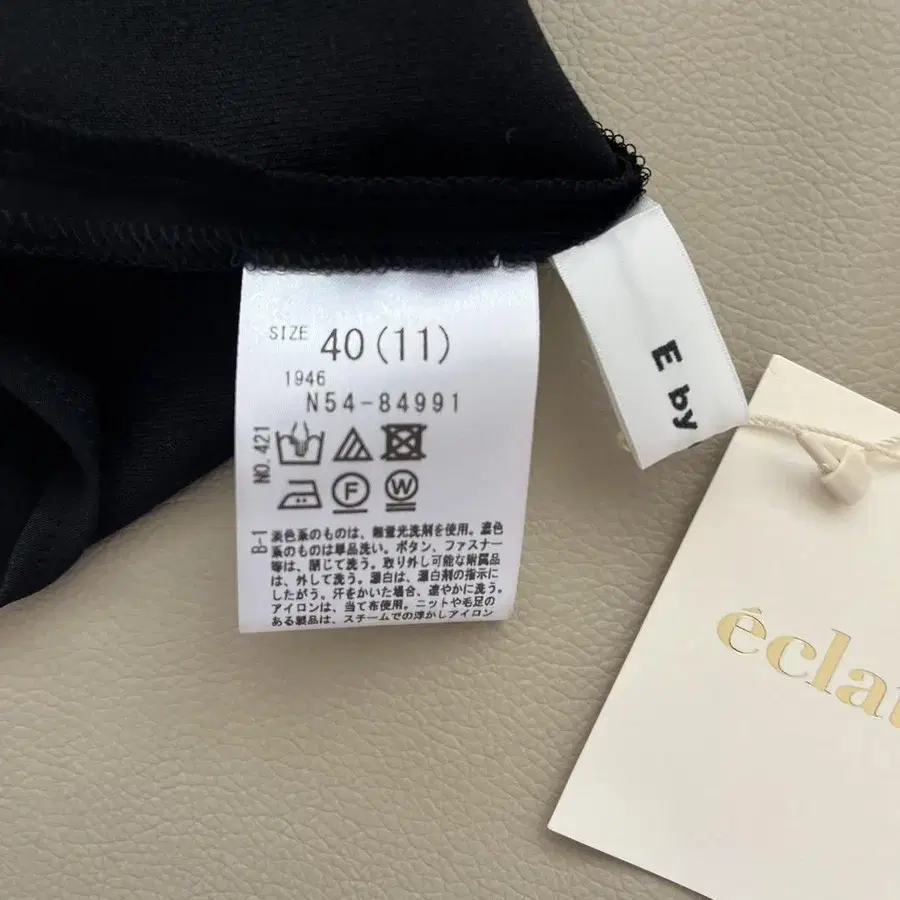 SIZE 40(11)
1946
N54-84991
NO.421
F
W
B-1
淡色系のものは、無蛍光洗剤を使用。濃色
系のものは単品洗い。ボタン、ファスナー
等は、閉じて洗う。取り外し可能な附属品
は、外して洗う。漂白は、漂白剤の指示に
したがう。汗をかいた場合、速やかに洗う。
アイロンは、当て布使用。ニットや毛足の
ある製品は、スチームでの浮かしアイロン
E by
éclat